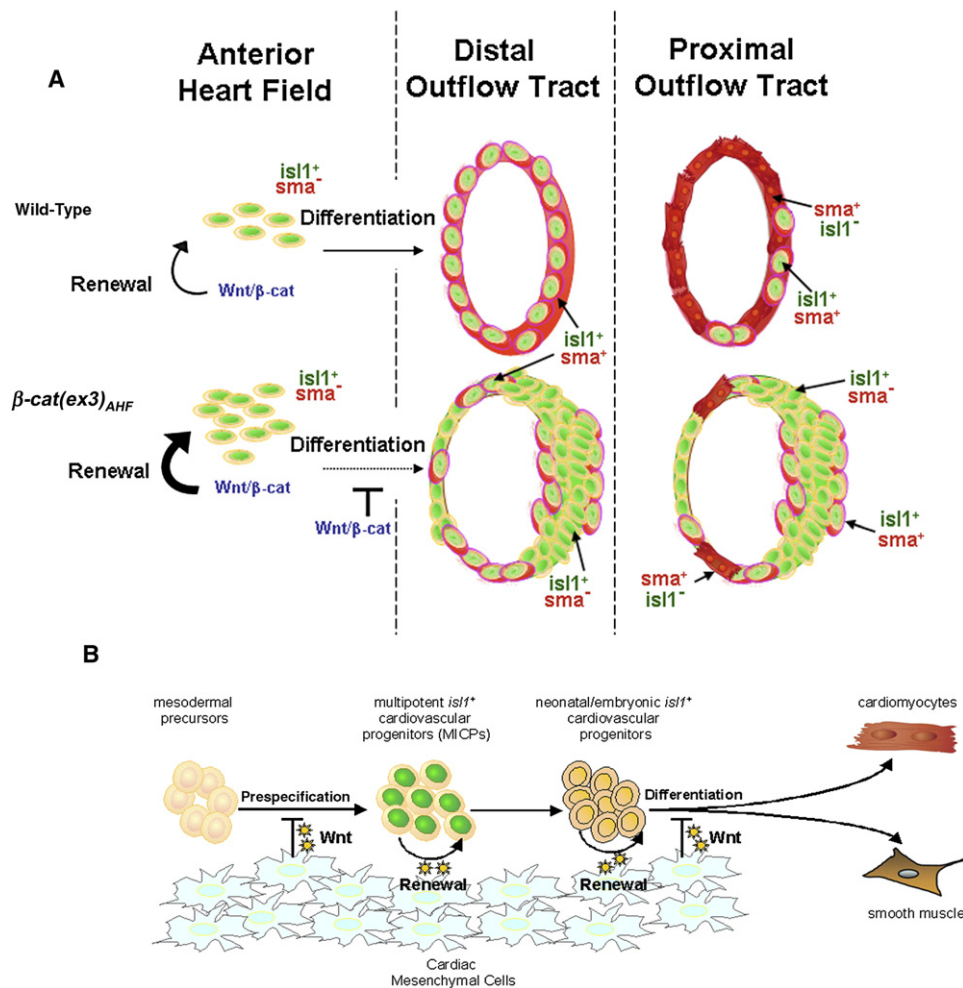 Anterior
Heart Field
Distal
Outflow Tract
Proximal
Outflow Tract
A
Wild-Type
isl1+
sma-
Differentiation
Renewal
Wnt/β-cat
isl1+
sma+
sma+
isl1-
isl1+
sma+
β-cat(ex3)AHF
isl1+
sma-
Differentiation
Renewal
Wnt/β-cat
Wnt/β-cat
isl1+
sma-
isl1+
sma-
isl1+
sma+
sma+
isl1-
B
mesodermal
precursors
multipotent isl1+
cardiovascular
progenitors (MICPs)
neonatal/embryonic isl1+
cardiovascular
progenitors
cardiomyocytes
Prespecification
Differentiation
Wnt
Wnt
Renewal
Renewal
smooth muscle
Cardiac
Mesenchymal Cells